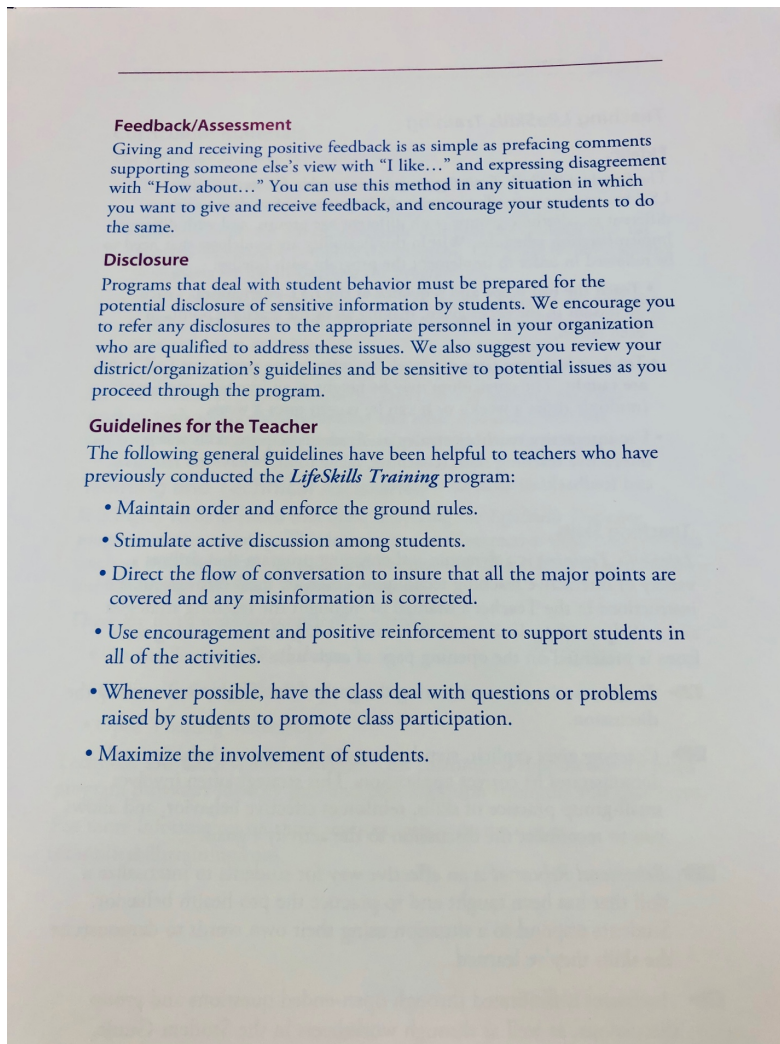 Feedback/Assessment
Giving and receiving positive feedback is as simple as prefacing comments
supporting someone else's view with “I like…” and expressing disagreement
with “How about…” You can use this method in any situation in which
you want to give and receive feedback, and encourage your students to do
the same.
Disclosure
Programs that deal with student behavior must be prepared for the
potential disclosure of sensitive information by students. We encourage you
to refer any disclosures to the appropriate personnel in your organization
who are qualified to address these issues. We also suggest you review your
district/organization's guidelines and be sensitive to potential issues as you
proceed through the program.
Guidelines for the Teacher
The following general guidelines have been helpful to teachers who have
previously conducted the LifeSkills Training program:
• Maintain order and enforce the ground rules.
• Stimulate active discussion among students.
• Direct the flow of conversation to insure that all the major points are
covered and any misinformation is corrected.
• Use encouragement and positive reinforcement to support students in
all of the activities.
• Whenever possible, have the class deal with questions or problems
raised by students to promote class participation.
• Maximize the involvement of students.